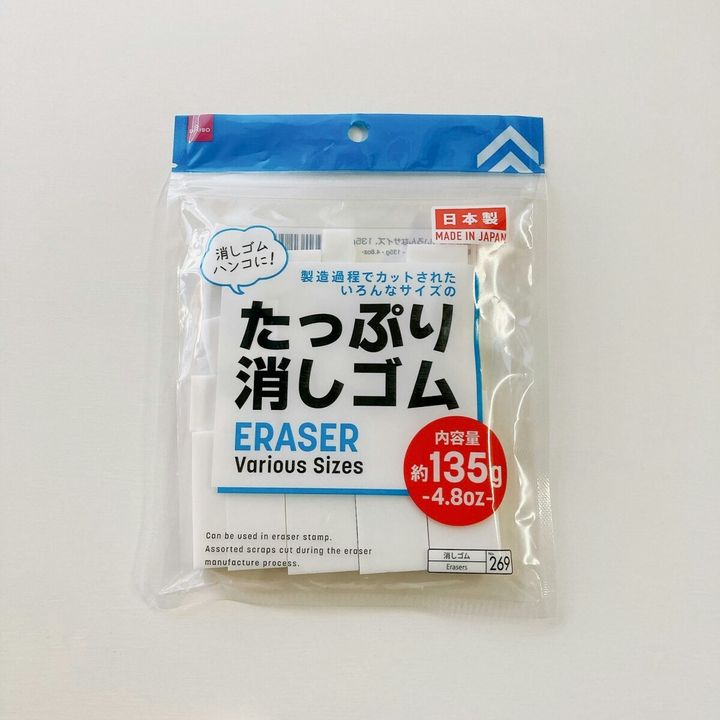 DAISO
日本製
MADE IN JAPAN
消しゴム
ハンコに!
製造過程でカットされた
いろんなサイズの
たっぷり
消しゴム
ERASER
Various Sizes
内容量
約135g
-4.8oz-
Can be used in eraser stamp.
Assorted scraps cut during the eraser
manufacture process.
消しゴム
Erasers
No.
269